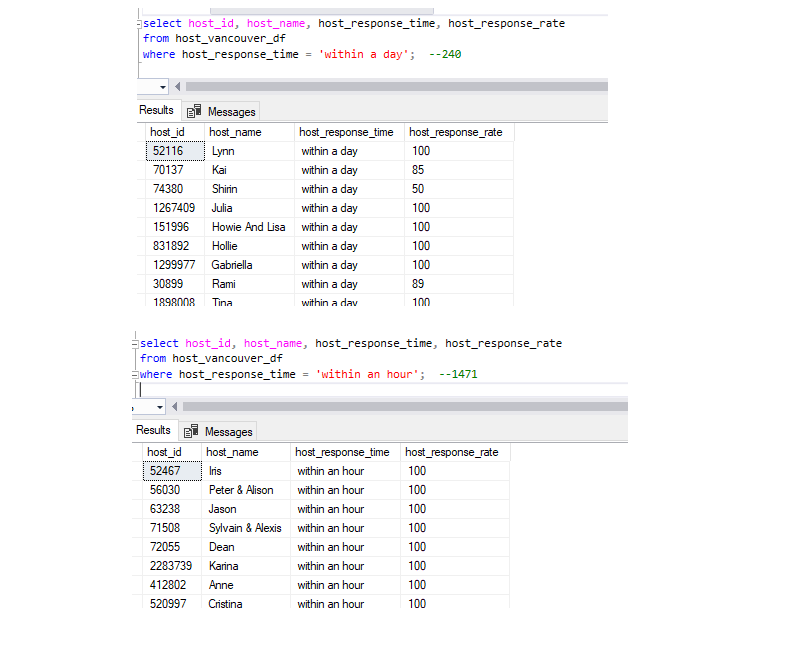 select host_id, host_name, host_response_time, host_response_rate
from host_vancouver_df
where host_response_time = 'within a day';  --240
Results Messages
host_id host_name host_response_time host_response_rate
52116 Lynn within a day 100
70137 Kai within a day 85
74380 Shirin within a day 50
1267409 Julia within a day 100
151996 Howie And Lisa within a day 100
831892 Hollie within a day 100
1299977 Gabriella within a day 100
30899 Rami within a day 89
1898008 Tina within a day 100
select host_id, host_name, host_response_time, host_response_rate
from host_vancouver_df
where host_response_time = 'within an hour';  --1471
Results Messages
host_id host_name host_response_time host_response_rate
52467 Iris within an hour 100
56030 Peter & Alison within an hour 100
63238 Jason within an hour 100
71508 Sylvain & Alexis within an hour 100
72055 Dean within an hour 100
2283739 Karina within an hour 100
412802 Anne within an hour 100
520997 Cristina within an hour 100